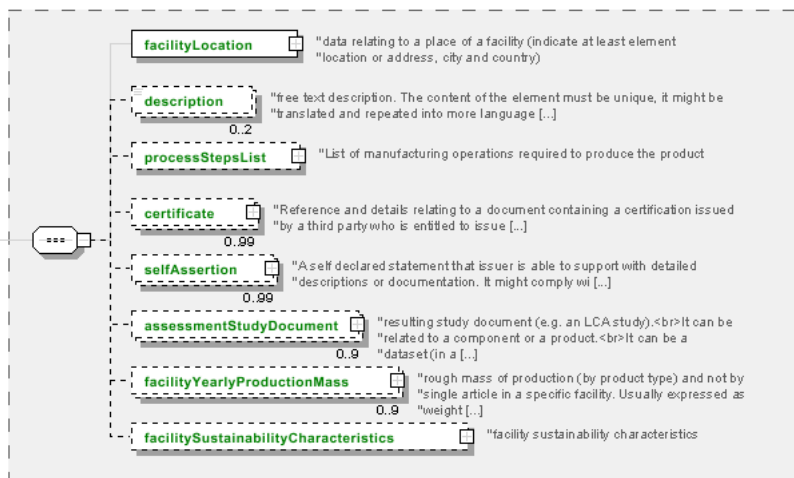 facilityLocation
"data relating to a place of a facility (indicate at least element
"location or address, city and country)
description
"free text description. The content of the element must be unique, it might be
"translated and repeated into more language [...]
0..2
processStepsList
"List of manufacturing operations required to produce the product
certificate
"Reference and details relating to a document containing a certification issued
"by a third party who is entitled to issue [...]
0..99
selfAssertion
"A self declared statement that issuer is able to support with detailed
"descriptions or documentation. It might comply wi [...]
0..99
assessmentStudyDocument
"resulting study document (e.g. an LCA study).<br>It can be
"related to a component or a product.<br>It can be a
"dataset (in a [...]
0..9
facilityYearlyProductionMass
"rough mass of production (by product type) and not by
"single article in a specific facility. Usually expressed as
"weight [...]
0..9
facilitySustainabilityCharacteristics
"facility sustainability characteristics